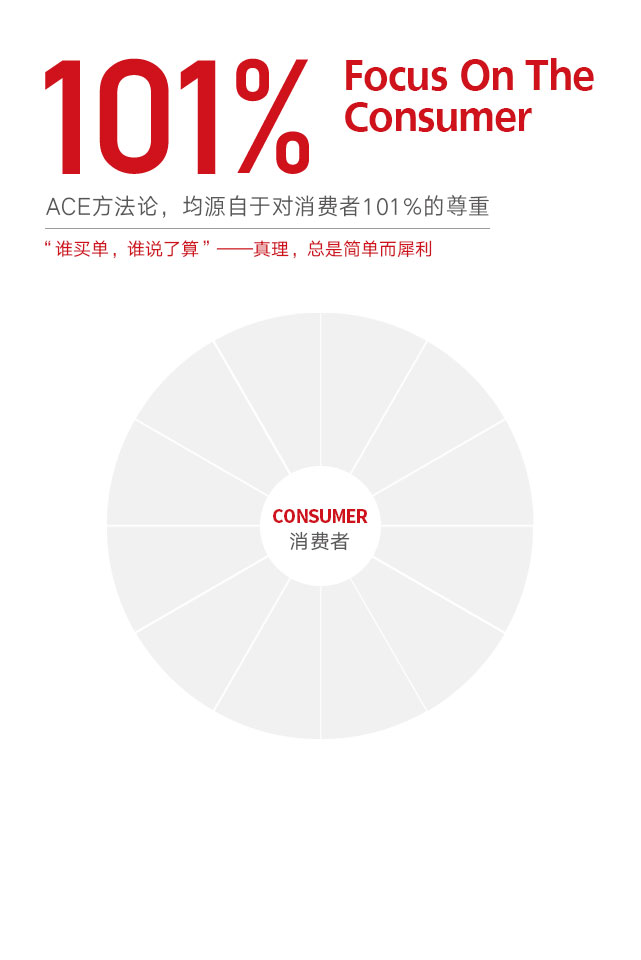 101%
Focus On The
Consumer
ACE方法论，均源自于对消费者101%的尊重
“谁买单，谁说了算”——真理，总是简单而犀利
CONSUMER
消费者